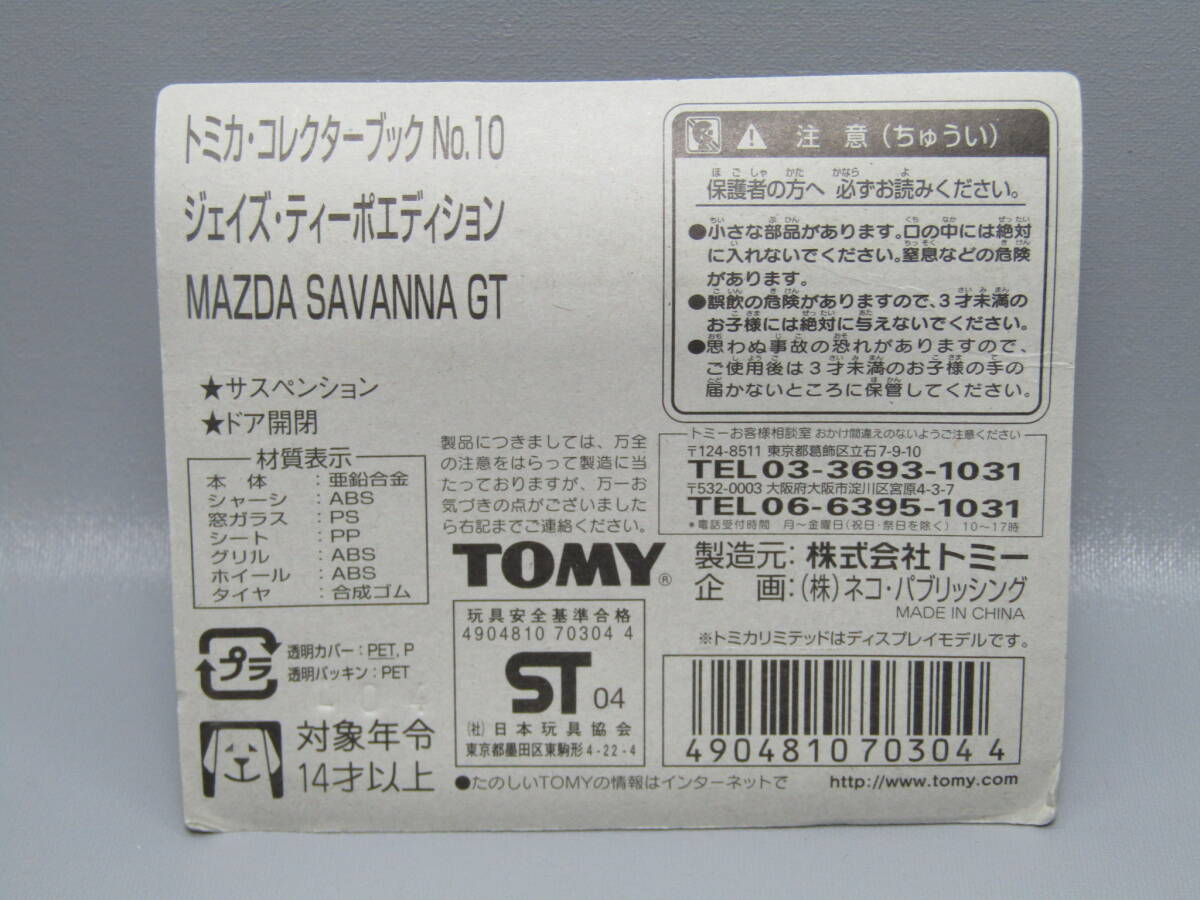 トミカ・コレクターブック No.10
ジェイズ・ティーポエディション
MAZDA SAVANNA GT
★サスペンション
★ドア開閉
材質表示
本体：亜鉛合金
シャーシ：ABS
窓ガラス：PS
シート：PP
グリル：ABS
ホイール：ABS
タイヤ：合成ゴム
プラ
透明カバー：PET, P
透明パッキン：PET
対象年令
14才以上
製品につきましては、万全
の注意をはらって製造に当
たっておりますが、万一お
気づきの点がございました
ら右記までご連絡ください。
TOMY®
玩具安全基準合格
4904810 70304 4
ST 04
(社)日本玩具協会
東京都墨田区東駒形4-22-4
●たのしいTOMYの情報はインターネットで http://www.tomy.com
注意（ちゅうい）
保護者の方へ 必ずお読みください。
ほごしゃ かた かなら よ
●小さな部品があります。口の中には絶対
に入れないでください。窒息などの危険
があります。
●誤飲の危険がありますので、3才未満の
お子様には絶対に与えないでください。
●思わぬ事故の恐れがありますので、
ご使用後は3才未満のお子様の手の
届かないところに保管してください。
トミーお客様相談室 おかけ間違えのないようご注意ください
〒124-8511 東京都葛飾区立石7-9-10
TEL03-3693-1031
〒532-0003 大阪府大阪市淀川区宮原4-3-7
TEL06-6395-1031
*電話受付時間 月～金曜日(祝日・祭日を除く) 10～17時
製造元：株式会社トミー
企画：(株)ネコ・パブリッシング
MADE IN CHINA
※トミカリミテッドはディスプレイモデルです。
4904810703044